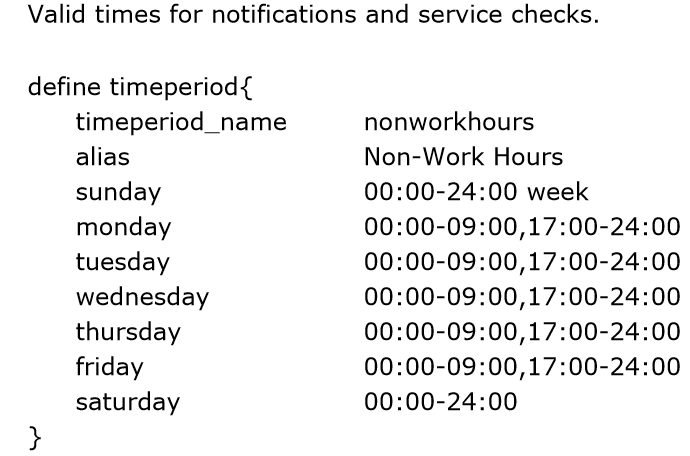 Valid times for notifications and service checks.
define timeperiod{
timeperiod_name nonworkhours
alias Non-Work Hours
sunday 00:00-24:00 week
monday 00:00-09:00,17:00-24:00
tuesday 00:00-09:00,17:00-24:00
wednesday 00:00-09:00,17:00-24:00
thursday 00:00-09:00,17:00-24:00
friday 00:00-09:00,17:00-24:00
saturday 00:00-24:00
}